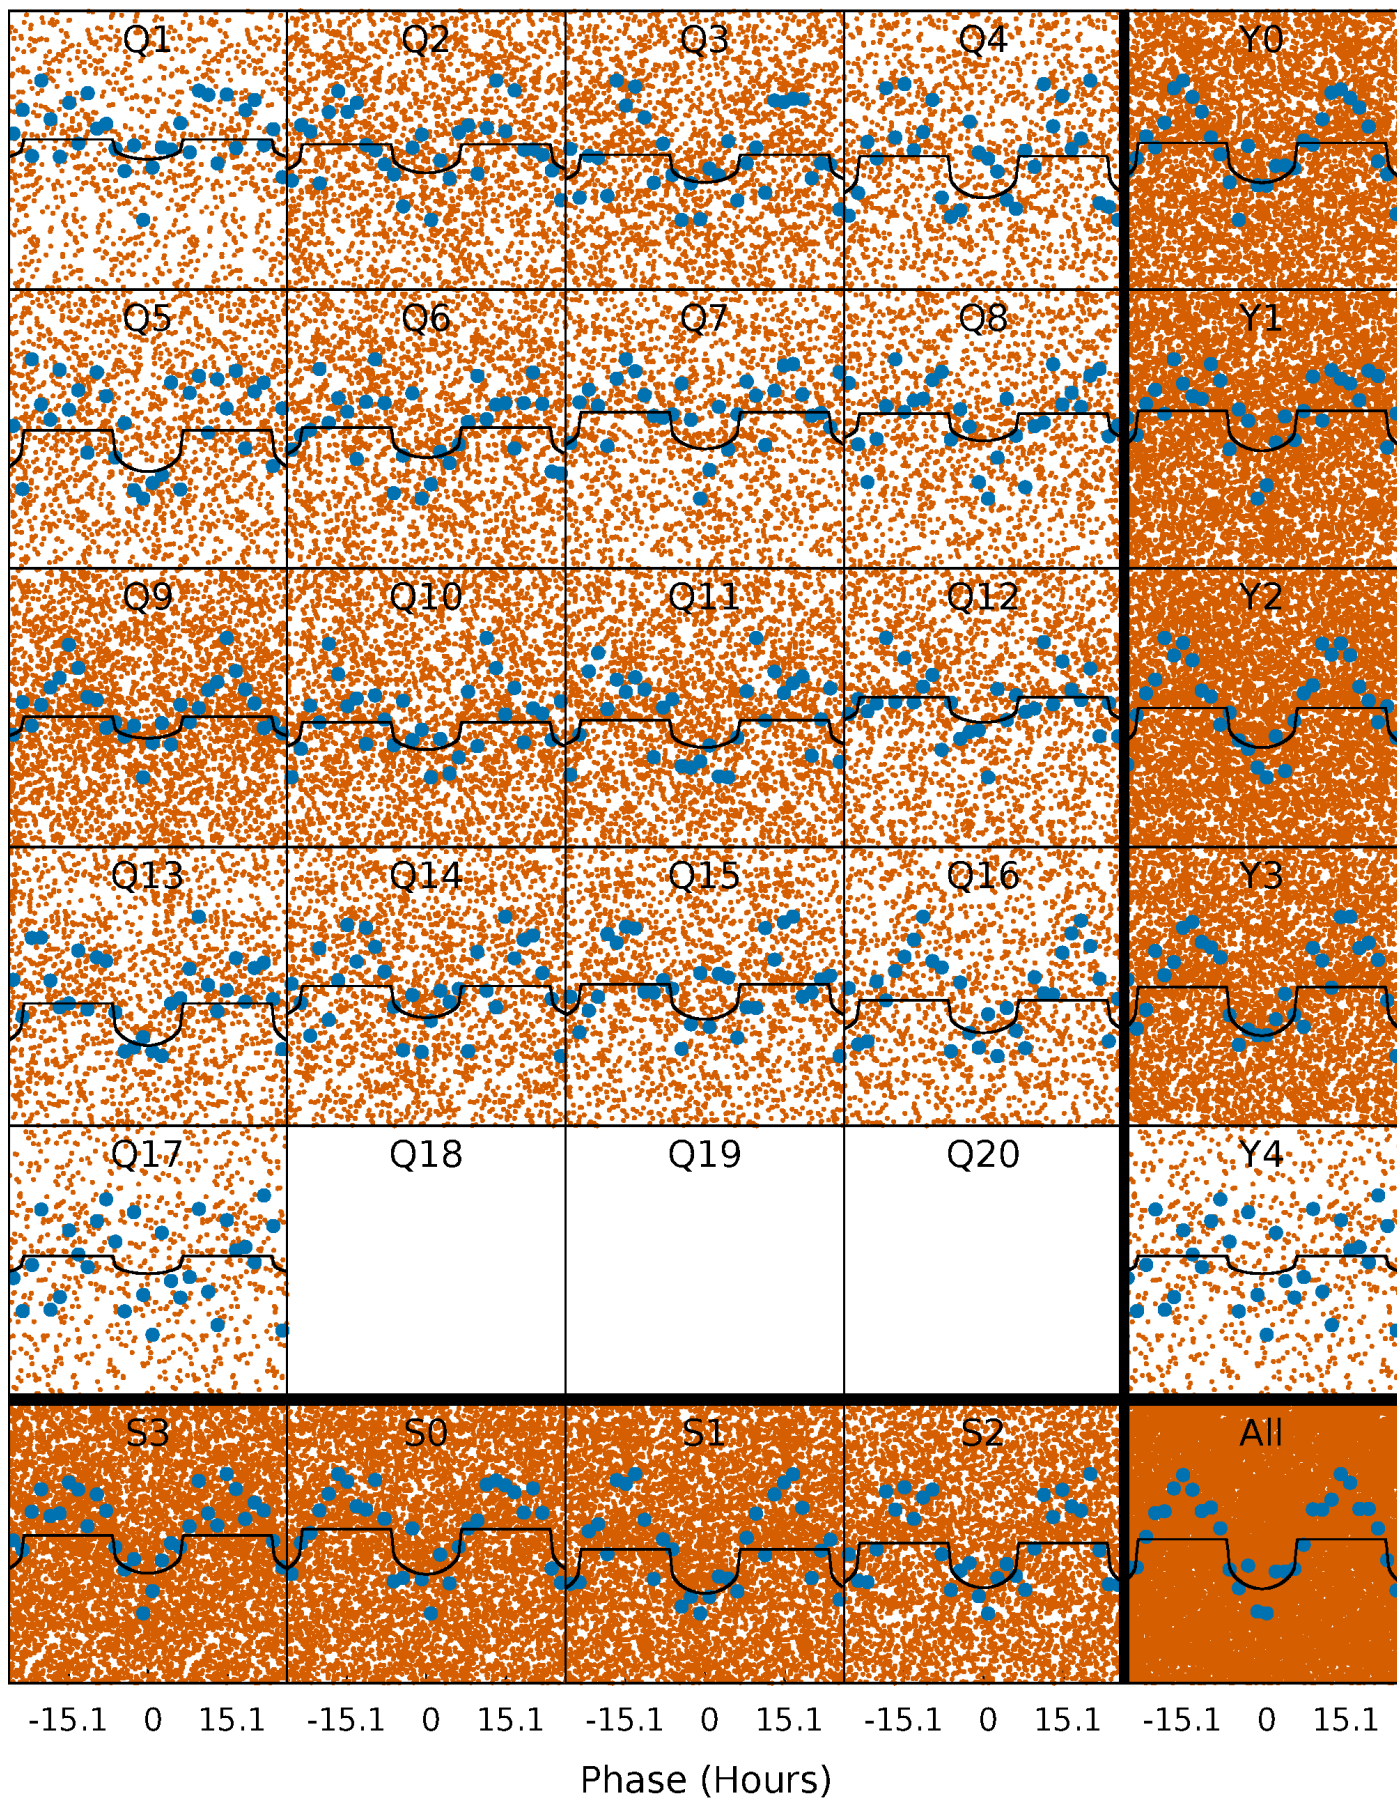 Q1 Q2 Q3 Q4 Y0
Q5 Q6 Q7 Q8 Y1
Q9 Q10 Q11 Q12 Y2
Q13 Q14 Q15 Q16 Y3
Q17 Q18 Q19 Q20 Y4
S3 S0 S1 S2 All
-15.1 0 15.1 -15.1 0 15.1 -15.1 0 15.1 -15.1 0 15.1 -15.1 0 15.1
Phase (Hours)